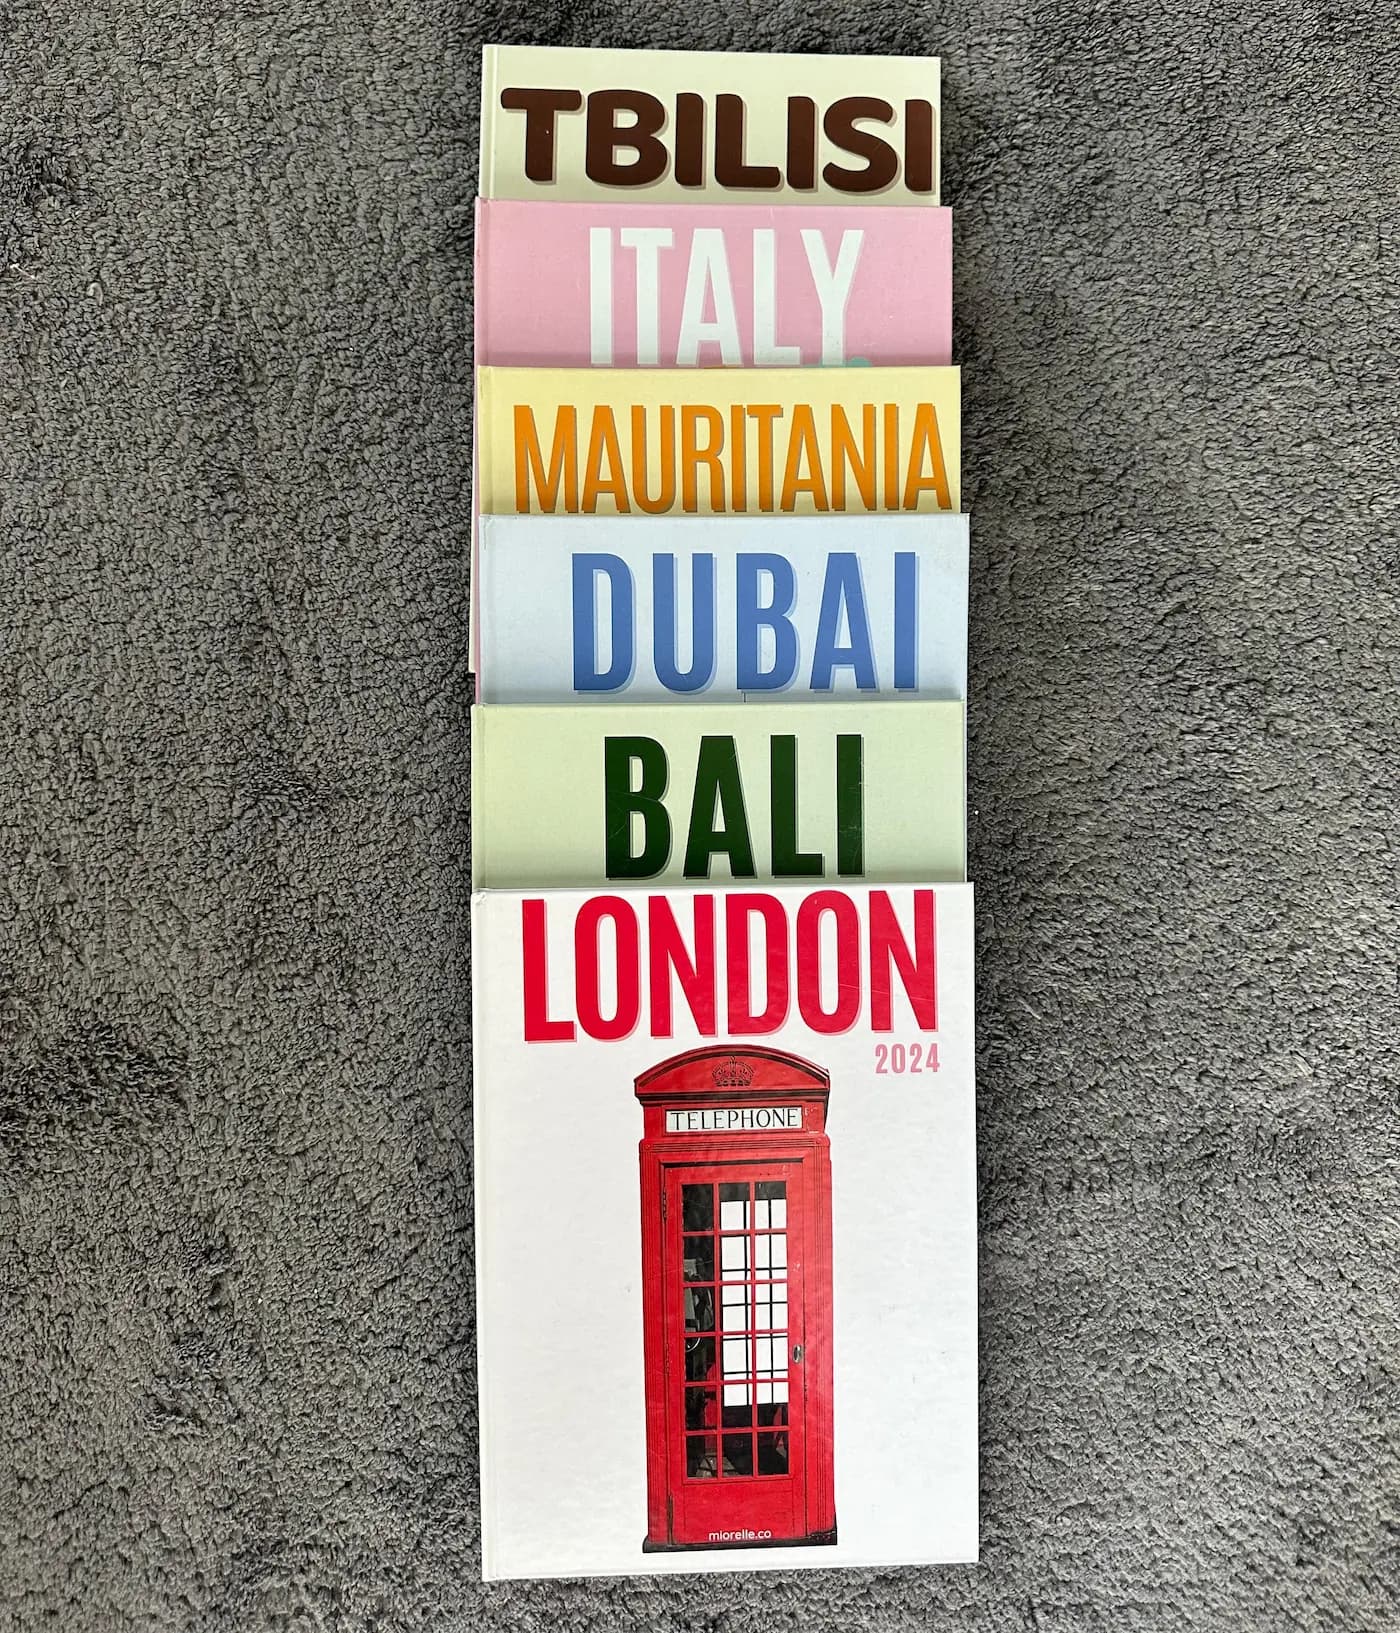 TBILISI
ITALY
MAURITANIA
DUBAI
BALI
LONDON
2024
TELEPHONE
miorelle.co